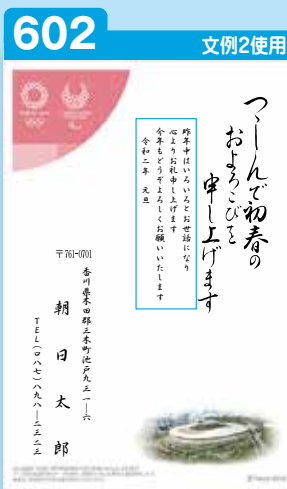 602
文例2使用
つゝしんで初春の
およろこびを
申し上げます
昨年中はいろいろとお世話になり
心よりお礼申し上げます
今年もどうぞよろしくお願いいたします
令和二年 元旦
〒761-0701
香川県木田郡三木町池戸九三一―六
朝日太郎
TEL(〇八七)八九八―二三二三